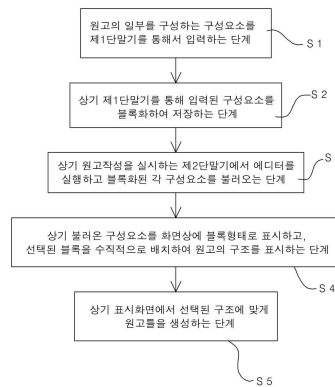 원고의 일부를 구성하는 구성요소를
제1단말기를 통해서 입력하는 단계
S 1
상기 제1단말기를 통해 입력된 구성요소를
블록화하여 저장하는 단계
S 2
상기 원고작성을 실시하는 제2단말기에서 에디터를
실행하고 블록화된 각 구성요소를 불러오는 단계
S
상기 불러온 구성요소를 화면상에 블록형태로 표시하고,
선택된 블록을 수직적으로 배치하여 원고의 구조를 표시하는 단계
S 4
상기 표시화면에서 선택된 구조에 맞게
원고틀을 생성하는 단계
S 5